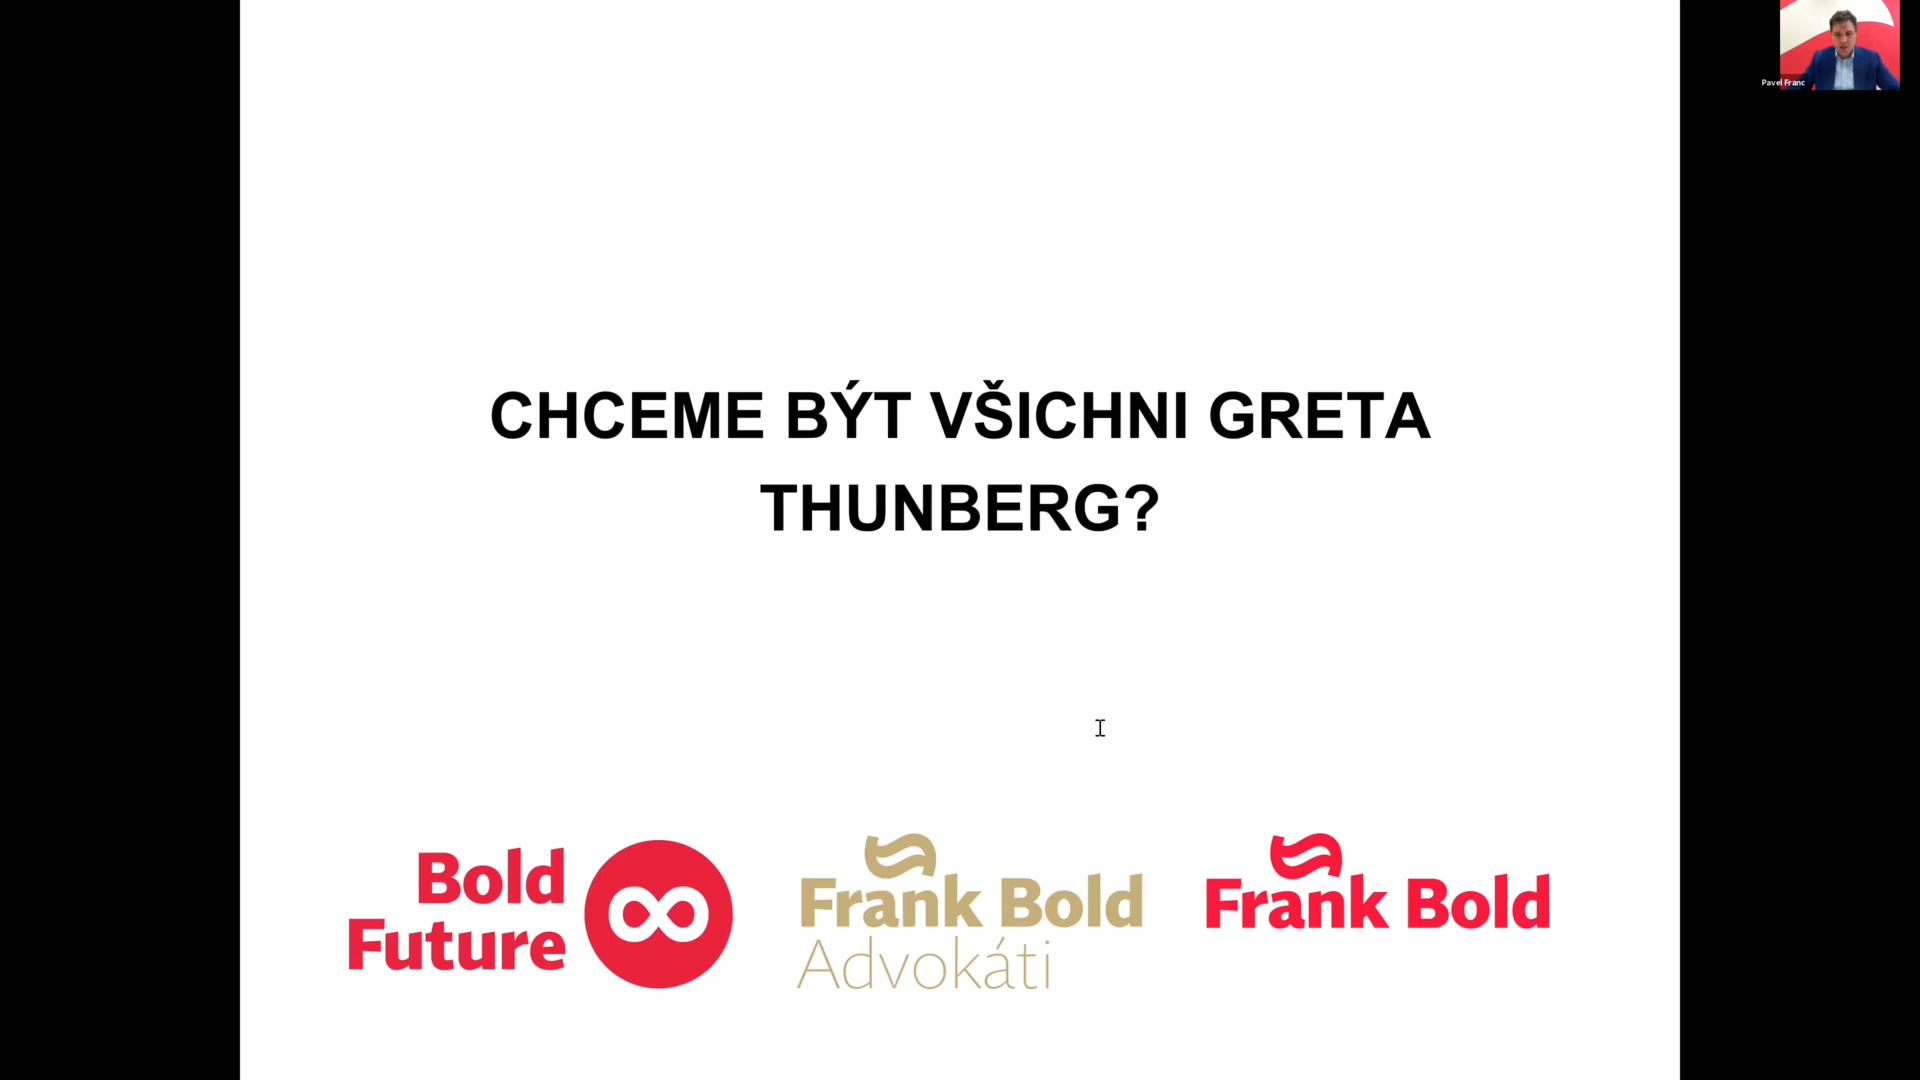 Pavel Franc
CHCEME BÝT VŠICHNI GRETA
THUNBERG?
Bold
Future
Frank Bold
Advokáti
Frank Bold